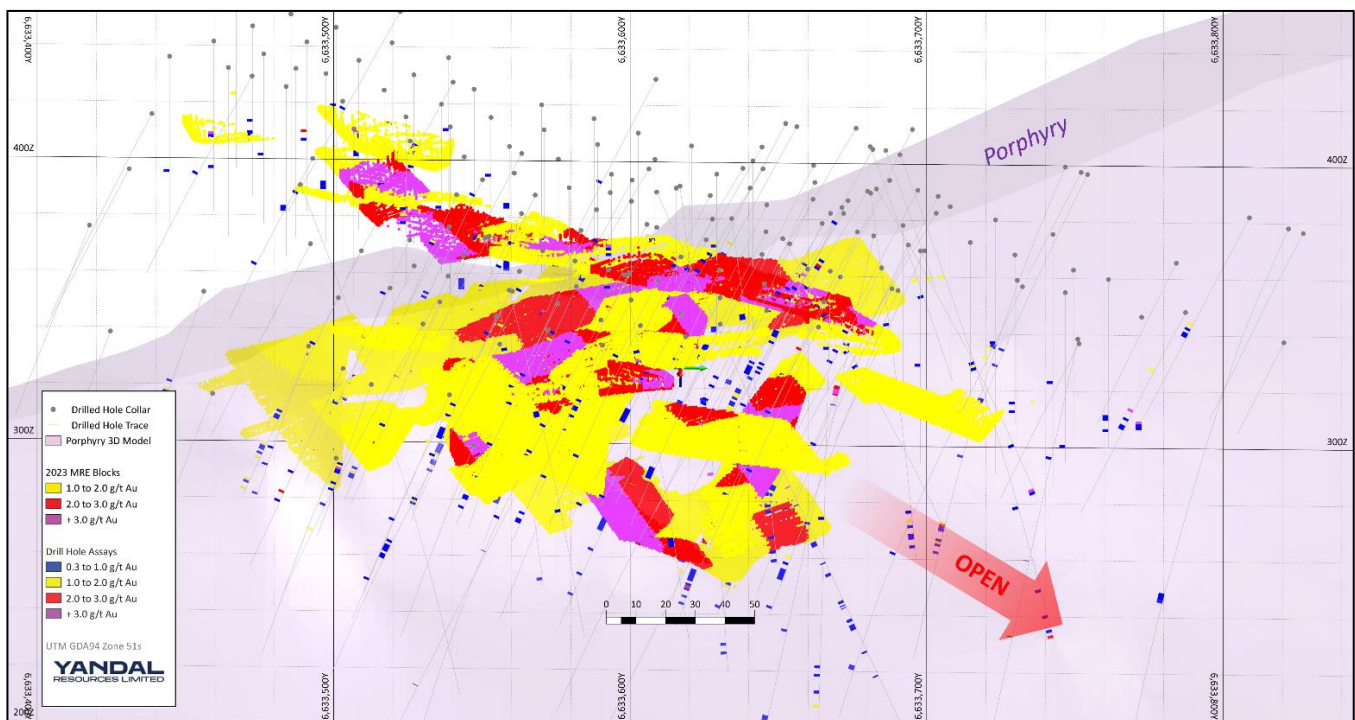 6,633,400Y
6,633,500Y
6,633,600Y
6,633,700Y
6,633,800Y
Porphyry
400Z
400Z
300Z
300Z
OPEN
Drilled Hole Collar
Drilled Hole Trace
Porphyry 3D Model
2023 MRE Blocks
1.0 to 2.0 g/t Au
2.0 to 3.0 g/t Au
+ 3.0 g/t Au
Drill Hole Assays
0.3 to 1.0 g/t Au
1.0 to 2.0 g/t Au
2.0 to 3.0 g/t Au
+ 3.0 g/t Au
UTM GDA94 Zone 51s
YANDAL
RESOURCES LIMITED
0 10 20 30 40 50
200Z
6,633,400Y
6,633,500Y
6,633,600Y
6,633,700Y
6,633,800Y